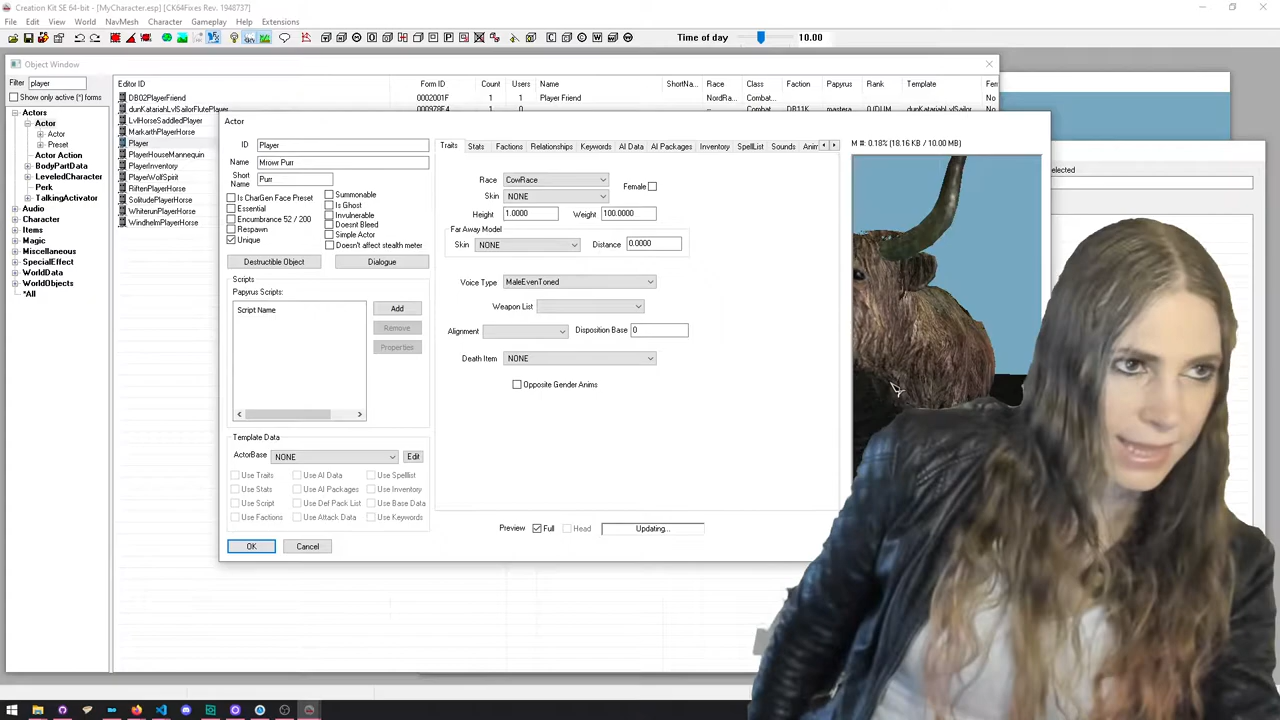 Creation Kit SE 64-bit - [MyCharacter.esp] [CK64Fixes Rev. 1948737]
File Edit View World NavMesh Character Gameplay Help Extensions
Time of day 10.00
Object Window
Filter player
Show only active (*) forms
Actors
Actor
Actor
Preset
Actor Action
BodyPartData
LeveledCharacter
Perk
TalkingActivator
Audio
Character
Items
Magic
Miscellaneous
SpecialEffect
WorldData
WorldObjects
*All
Editor ID Form ID Count Users Name ShortNa... Race Class Faction Papyrus Rank Template Fe
DB02PlayerFriend 0002001F 1 1 Player Friend NordRa... Combat... No
dunKatariahLvlSailorFlutePlayer
LvlHorseSaddledPlayer
MarkarthPlayerHorse
Player
PlayerHouseMannequin
PlayerInventory
PlayerWolfSpirit
RiftenPlayerHorse
SolitudePlayerHorse
WhiterunPlayerHorse
WindhelmPlayerHorse
Actor
ID Player
Name Mrowr Purr
Short Name Purr
Is CharGen Face Preset
Essential
Encumbrance 52 / 200
Respawn
Unique
Summonable
Is Ghost
Invulnerable
Doesnt Bleed
Simple Actor
Doesn't affect stealth meter
Destructible Object Dialogue
Scripts
Papyrus Scripts:
Script Name
Add
Remove
Properties
Template Data
ActorBase NONE Edit
Use Traits Use AI Data Use Spellist
Use Stats Use AI Packages Use Inventory
Use Script Use Def Pack List Use Base Data
Use Factions Use Attack Data Use Keywords
OK Cancel
Traits Stats Factions Relationships Keywords AI Data AI Packages Inventory SpellList Sounds Anim
Race CowRace Female
Skin NONE
Height 1.0000 Weight 100.0000
Far Away Model
Skin NONE Distance 0.0000
Voice Type MaleEvenToned
Weapon List
Alignment Disposition Base 0
Death Item NONE
Opposite Gender Anims
Preview Full Head Updating...
M #: 0.18% (18.16 KB / 10.00 MB)
elected